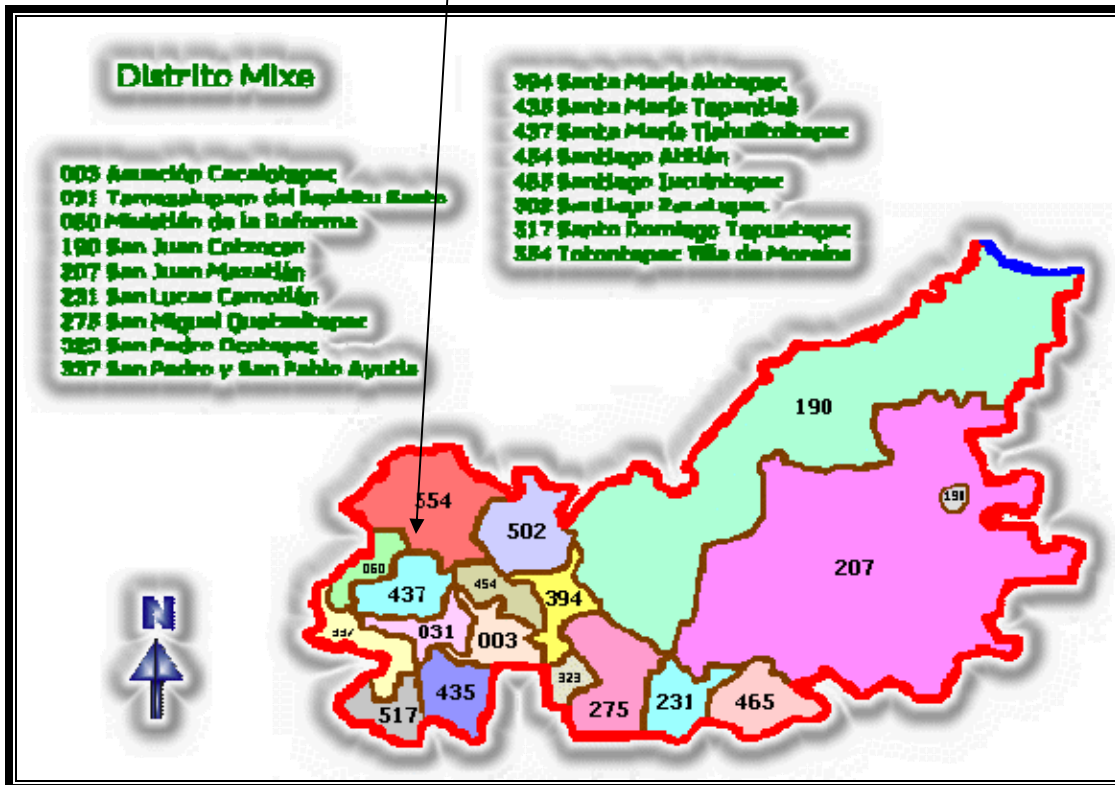 Distrito Mixe
003 Asunción Cacalotepec
031 Tamazulapam del Espíritu Santo
060 Mixistlán de la Reforma
190 San Juan Cotzocon
207 San Juan Mazatlán
231 San Lucas Camotlán
275 San Miguel Quetzaltepec
323 San Pedro Ocotepec
337 San Pedro y San Pablo Ayutla
394 Santa María Alotepec
435 Santa María Tepantlali
437 Santa María Tlahuitoltepec
454 Santiago Atitlán
465 Santiago Ixcuintepec
502 Santiago Zacatepec
517 Santo Domingo Tepuxtepec
554 Totontepec Villa de Morelos
190
198
207
554
502
060
437
454
394
337
031
003
323
435
517
275
231
465
N